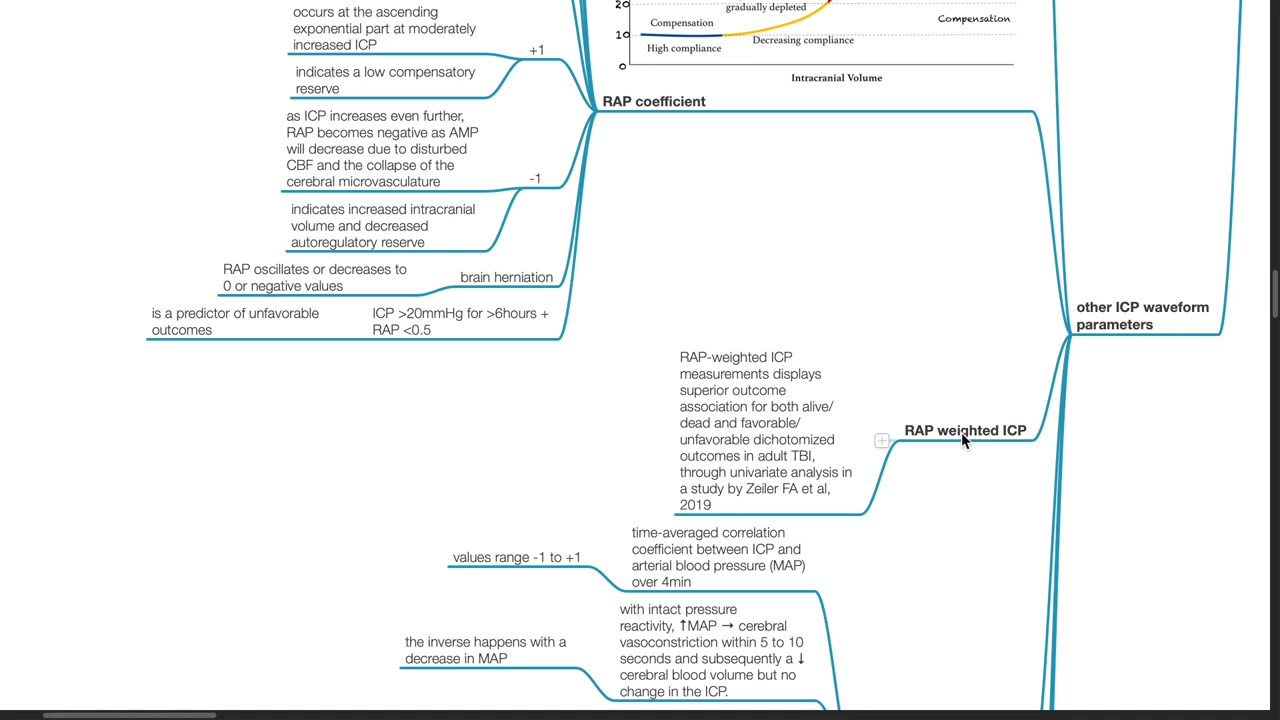 occurs at the ascending
exponential part at moderately
increased ICP
+1
indicates a low compensatory
reserve
as ICP increases even further,
RAP becomes negative as AMP
will decrease due to disturbed
CBF and the collapse of the
cerebral microvasculature
-1
indicates increased intracranial
volume and decreased
autoregulatory reserve
RAP oscillates or decreases to
0 or negative values
brain herniation
is a predictor of unfavorable
outcomes
ICP >20mmHg for >6hours +
RAP <0.5
20
10
0
gradually depleted
Compensation
High compliance
Decreasing compliance
Compensation
Intracranial Volume
RAP coefficient
other ICP waveform
parameters
RAP-weighted ICP
measurements displays
superior outcome
association for both alive/
dead and favorable/
unfavorable dichotomized
outcomes in adult TBI,
through univariate analysis in
a study by Zeiler FA et al,
2019
RAP weighted ICP
time-averaged correlation
coefficient between ICP and
arterial blood pressure (MAP)
over 4min
values range -1 to +1
with intact pressure
reactivity, ↑MAP → cerebral
vasoconstriction within 5 to 10
seconds and subsequently a ↓
cerebral blood volume but no
change in the ICP.
the inverse happens with a
decrease in MAP